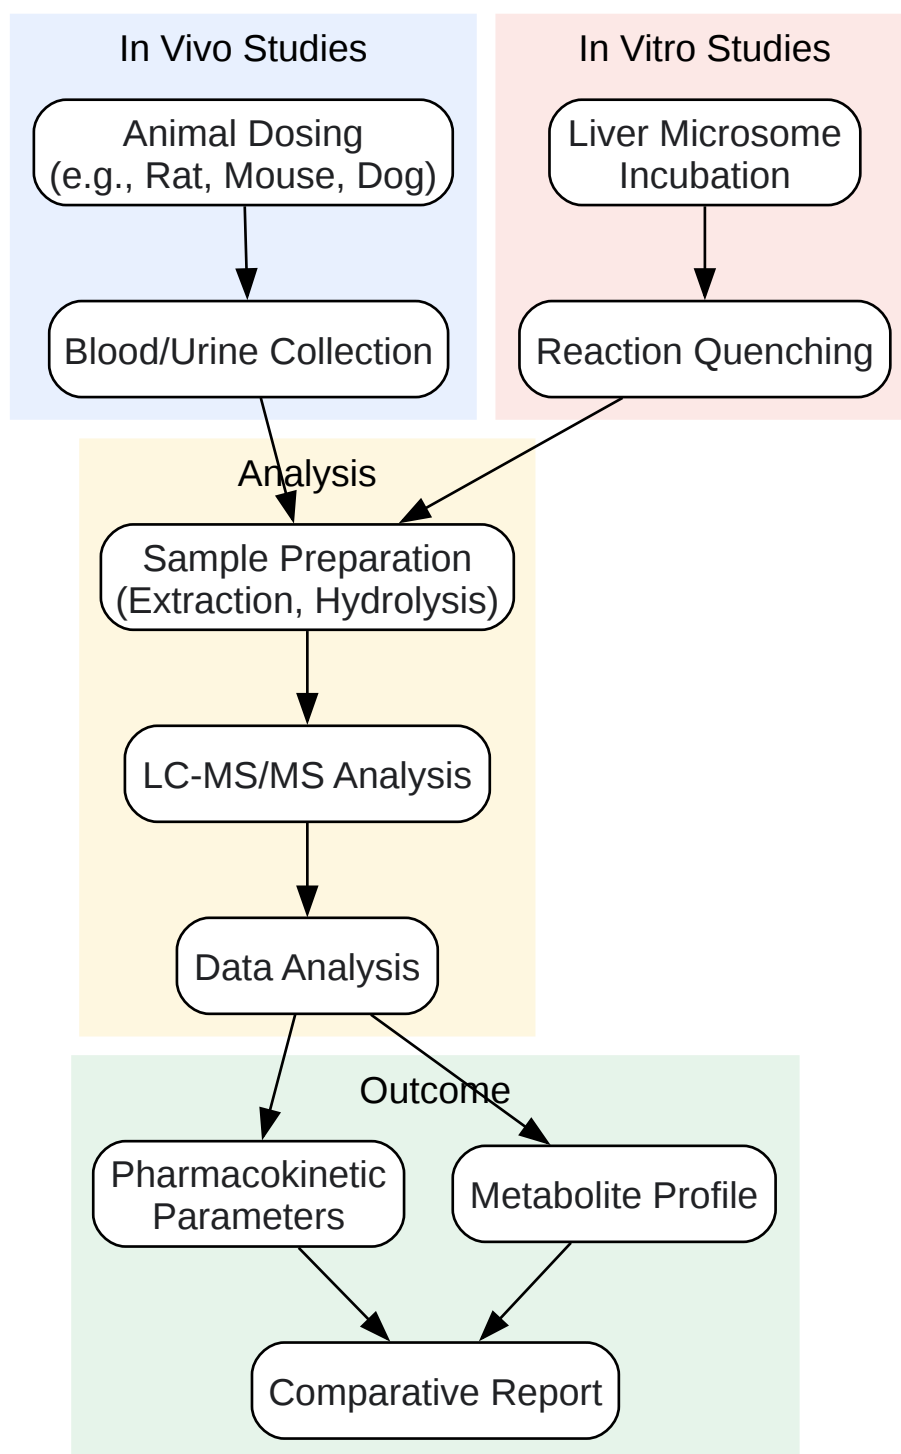 In Vivo Studies
In Vitro Studies
Animal Dosing
(e.g., Rat, Mouse, Dog)
Liver Microsome
Incubation
Blood/Urine Collection
Reaction Quenching
Analysis
Sample Preparation
(Extraction, Hydrolysis)
LC-MS/MS Analysis
Data Analysis
Outcome
Pharmacokinetic
Parameters
Metabolite Profile
Comparative Report